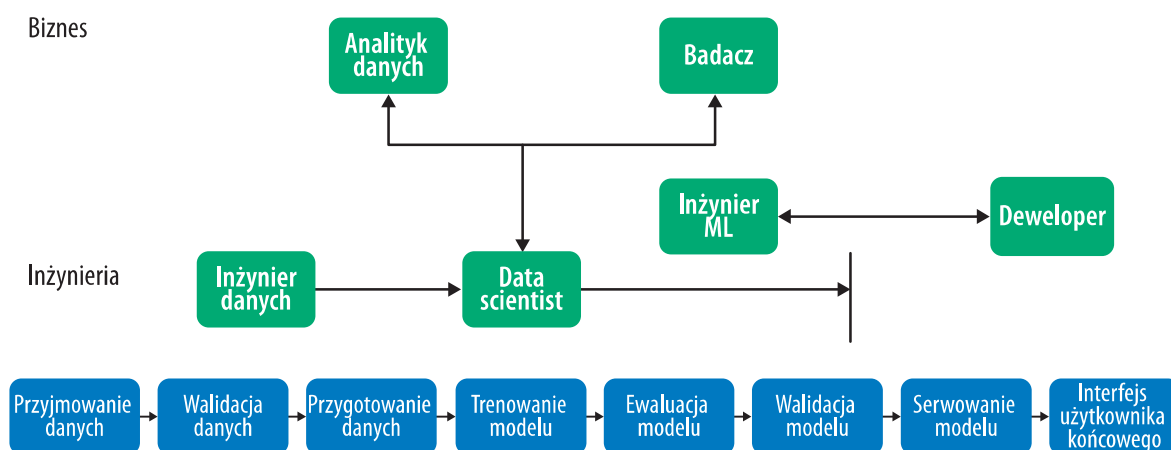 Biznes
Analityk
danych
Badacz
Inżynier
ML
Deweloper
Inżynieria
Inżynier
danych
Data
scientist
Przyjmowanie
danych
Walidacja
danych
Przygotowanie
danych
Trenowanie
modelu
Ewaluacja
modelu
Walidacja
modelu
Serwowanie
modelu
Interfejs
użytkownika
końcowego